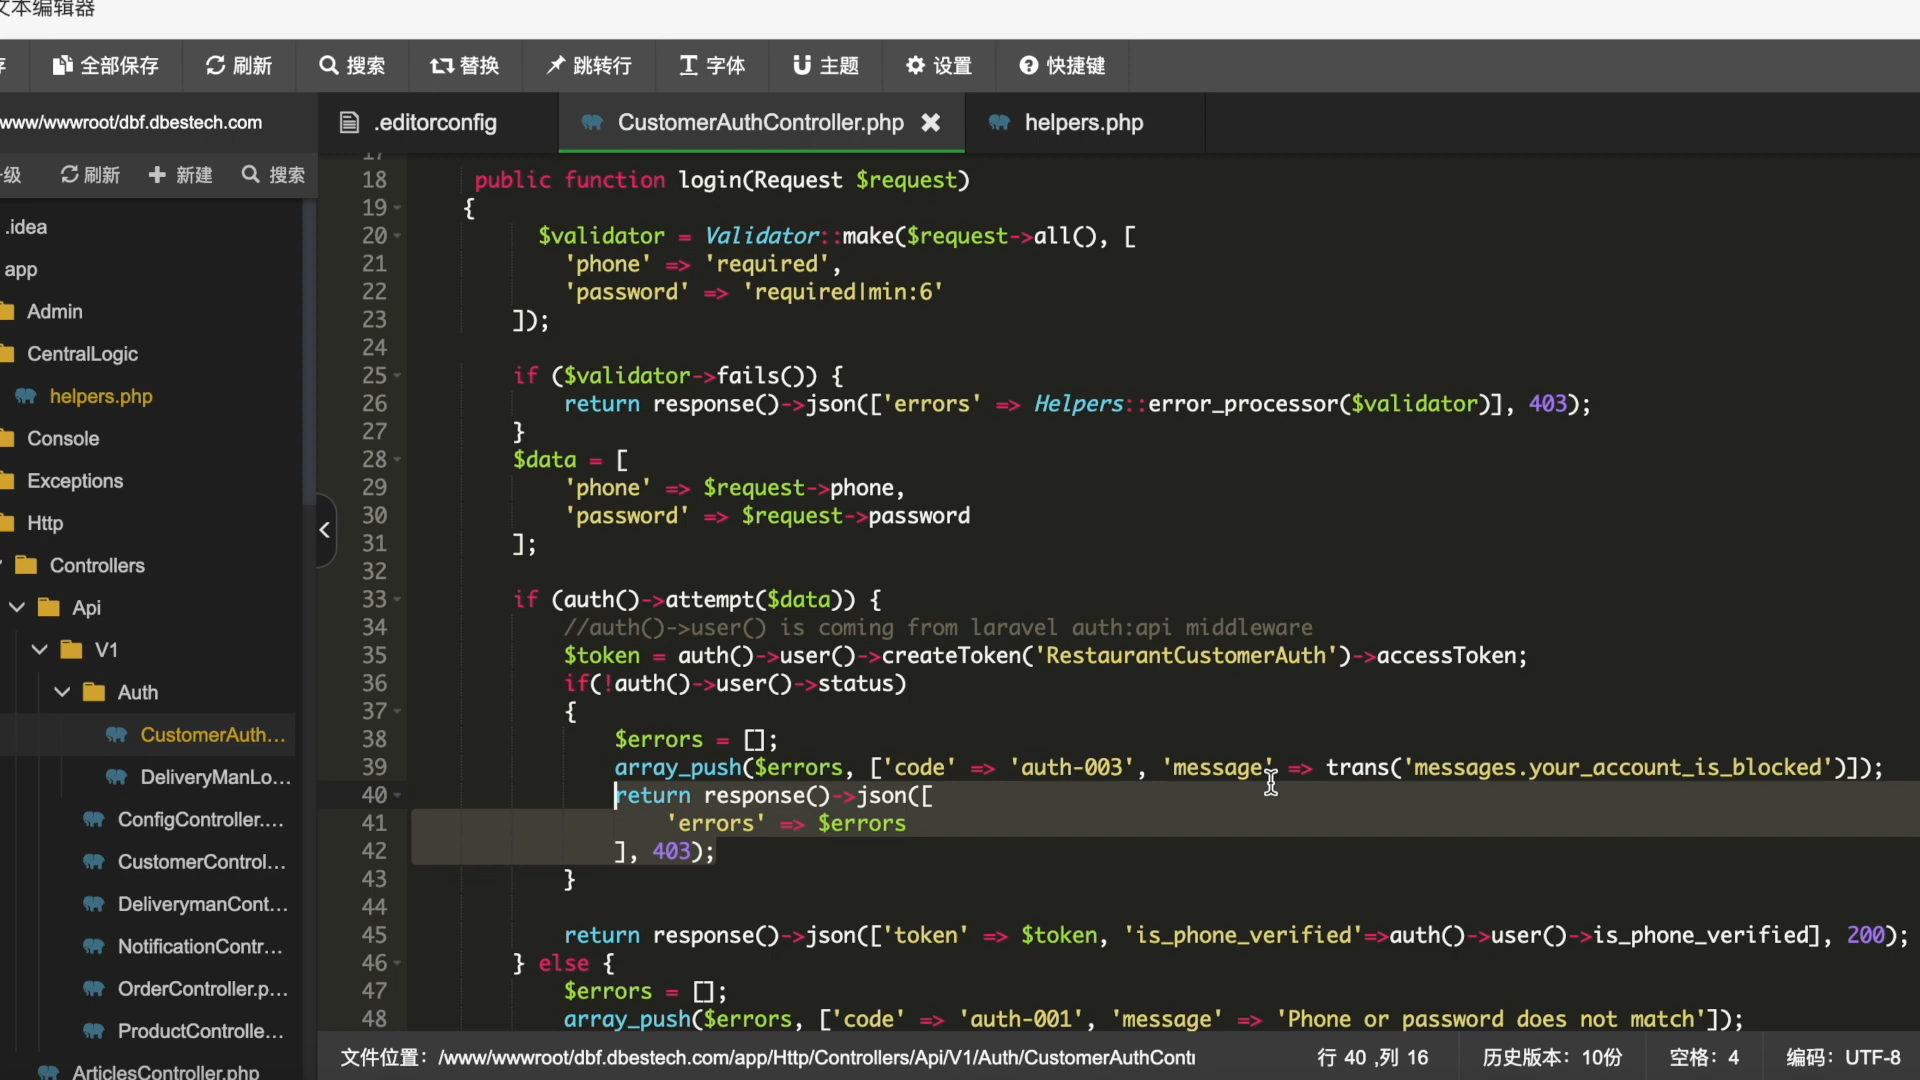 文本编辑器
全部保存 刷新 搜索 替换 跳转行 字体 主题 设置 快捷键
www/wwwroot/dbf.dbestech.com
刷新 新建 搜索
.idea
app
Admin
CentralLogic
helpers.php
Console
Exceptions
Http
Controllers
Api
V1
Auth
CustomerAuth...
DeliveryManLo...
ConfigController....
CustomerControl...
DeliverymanCont...
NotificationContr...
OrderController.p...
ProductControlle...
ArticlesController.php
.editorconfig CustomerAuthController.php helpers.php
17
18 public function login(Request $request)
19 {
20 $validator = Validator::make($request->all(), [
21 'phone' => 'required',
22 'password' => 'required|min:6'
23 ]);
24
25 if ($validator->fails()) {
26 return response()->json(['errors' => Helpers::error_processor($validator)], 403);
27 }
28 $data = [
29 'phone' => $request->phone,
30 'password' => $request->password
31 ];
32
33 if (auth()->attempt($data)) {
34 //auth()->user() is coming from laravel auth:api middleware
35 $token = auth()->user()->createToken('RestaurantCustomerAuth')->accessToken;
36 if(!auth()->user()->status)
37 {
38 $errors = [];
39 array_push($errors, ['code' => 'auth-003', 'message' => trans('messages.your_account_is_blocked')]);
40 return response()->json([
41 'errors' => $errors
42 ], 403);
43 }
44
45 return response()->json(['token' => $token, 'is_phone_verified'=>auth()->user()->is_phone_verified], 200);
46 } else {
47 $errors = [];
48 array_push($errors, ['code' => 'auth-001', 'message' => 'Phone or password does not match']);
文件位置： /www/wwwroot/dbf.dbestech.com/app/Http/Controllers/Api/V1/Auth/CustomerAuthContr 行 40 ,列 16 历史版本： 10份 空格： 4 编码： UTF-8